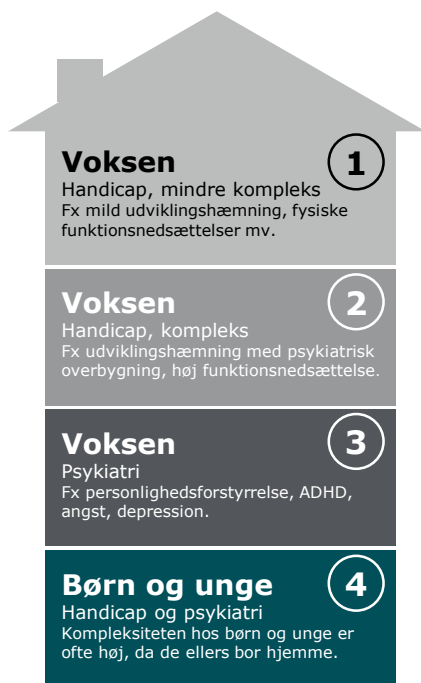 Voksen
1
Handicap, mindre kompleks
Fx mild udviklingshæmning, fysiske
funktionsnedsættelser mv.
Voksen
2
Handicap, kompleks
Fx udviklingshæmning med psykiatrisk
overbygning, høj funktionsnedsættelse.
Voksen
3
Psykiatri
Fx personlighedsforstyrrelse, ADHD,
angst, depression.
Børn og unge
4
Handicap og psykiatri
Kompleksiteten hos børn og unge er
ofte høj, da de ellers bor hjemme.